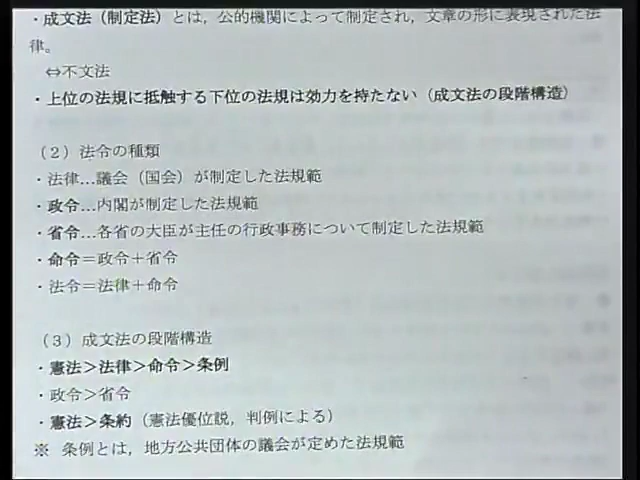 ・成文法（制定法）とは，公的機関によって制定され，文章の形に表現された法
律。
⇔不文法
・上位の法規に抵触する下位の法規は効力を持たない（成文法の段階構造）
（２）法令の種類
・法律…議会（国会）が制定した法規範
・政令…内閣が制定した法規範
・省令…各省の大臣が主任の行政事務について制定した法規範
・命令＝政令＋省令
・法令＝法律＋命令
（３）成文法の段階構造
・憲法＞法律＞命令＞条例
・政令＞省令
・憲法＞条約（憲法優位説，判例による）
※ 条例とは，地方公共団体の議会が定めた法規範